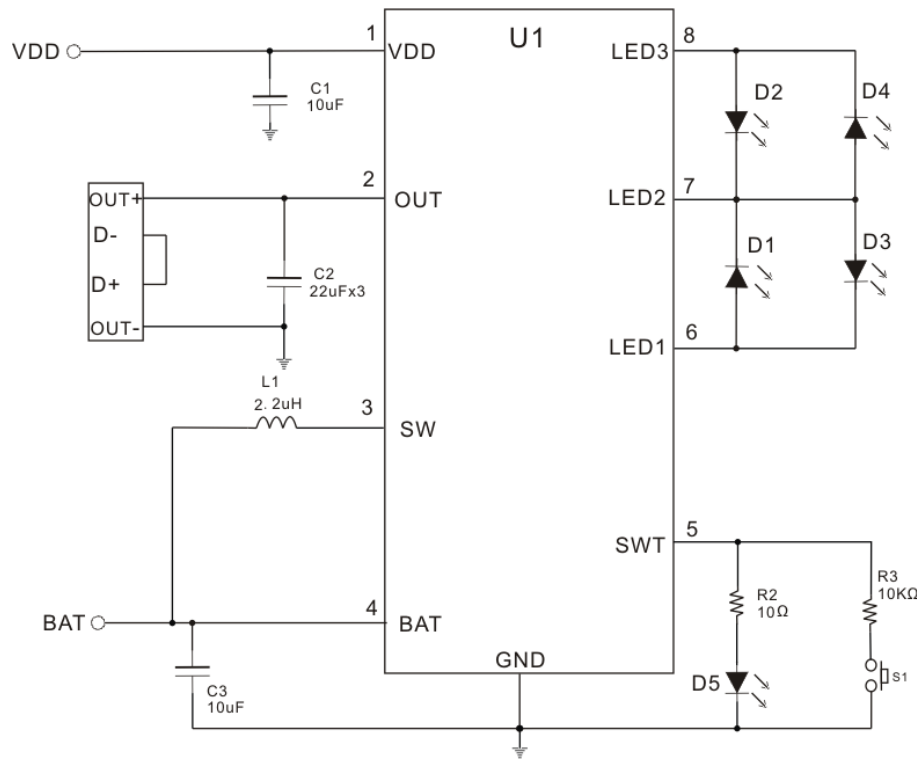 U1
VDD
1
VDD
C1
10uF
OUT+
D-
D+
OUT-
2
OUT
C2
22uFx3
L1
2.2uH
3
SW
BAT
4
BAT
C3
10uF
GND
8
LED3
D2
D4
7
LED2
D1
D3
6
LED1
5
SWT
R2
10Ω
R3
10KΩ
D5
S1